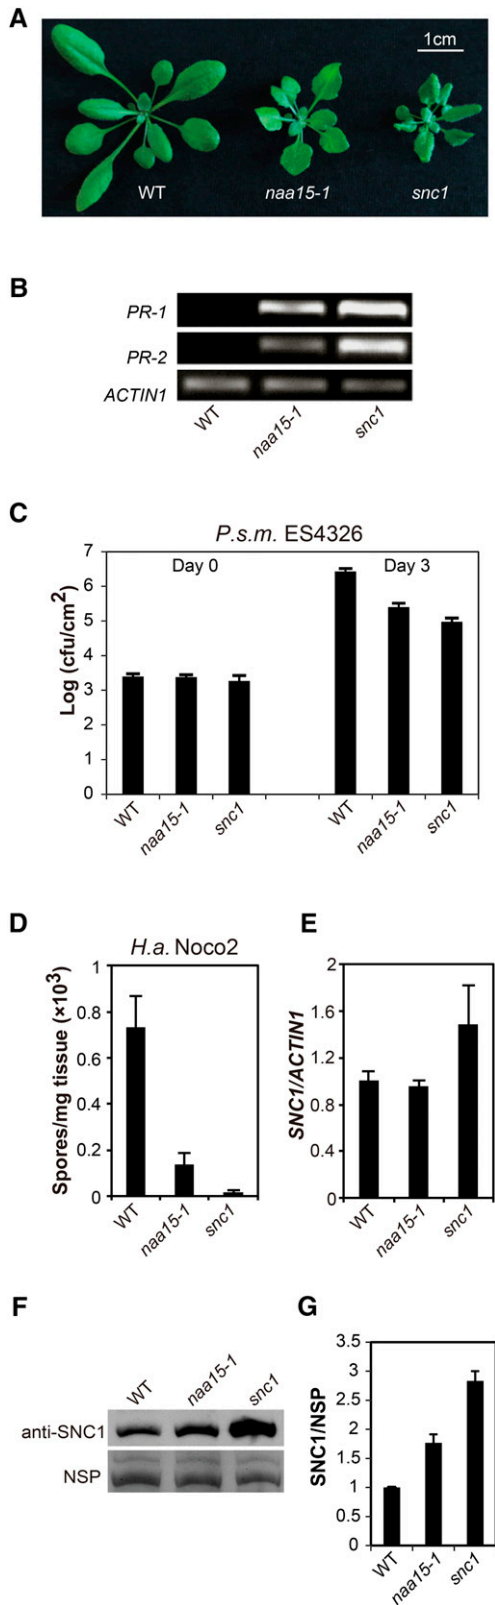 A
1cm
WT
naa15-1
snc1
B
PR-1
PR-2
ACTIN1
WT
naa15-1
snc1
C
P.s.m. ES4326
Log (cfu/cm2)
7
6
5
4
3
2
1
0
Day 0
Day 3
WT
naa15-1
snc1
WT
naa15-1
snc1
D
H.a. Noco2
Spores/mg tissue (×10³)
1
0.8
0.6
0.4
0.2
0
WT
naa15-1
snc1
E
SNC1/ACTIN1
2
1.6
1.2
0.8
0.4
0
WT
naa15-1
snc1
F
WT
naa15-1
snc1
anti-SNC1
NSP
G
SNC1/NSP
3.5
3
2.5
2
1.5
1
0.5
0
WT
naa15-1
snc1